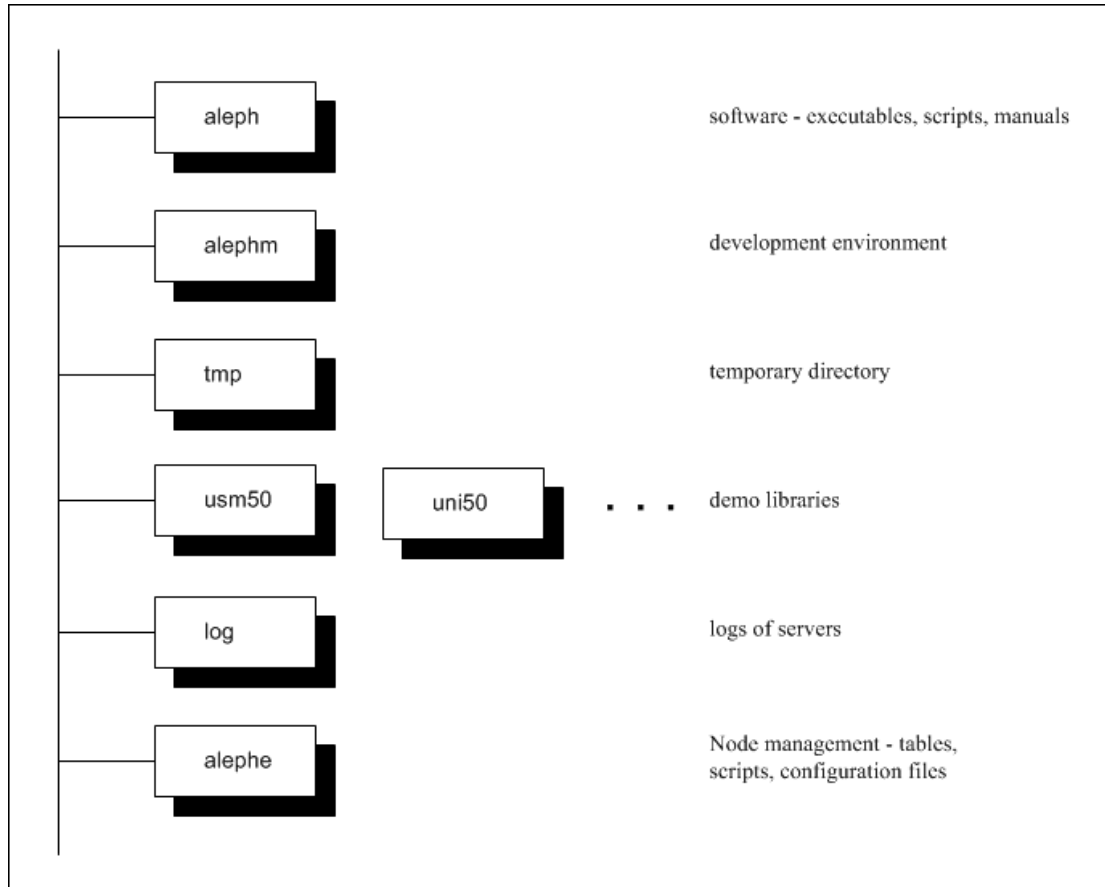 aleph
software - executables, scripts, manuals
alephm
development environment
tmp
temporary directory
usm50
uni50
. . .
demo libraries
log
logs of servers
alephe
Node management - tables,
scripts, configuration files